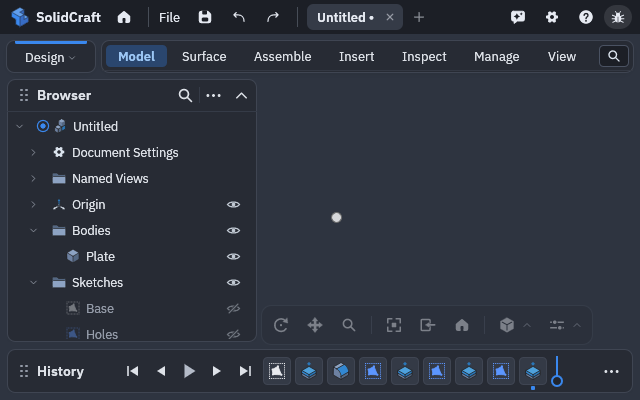 SolidCraft
File
Untitled •
Design
Model
Surface
Assemble
Insert
Inspect
Manage
View
Browser
Untitled
Document Settings
Named Views
Origin
Bodies
Plate
Sketches
Base
Holes
History